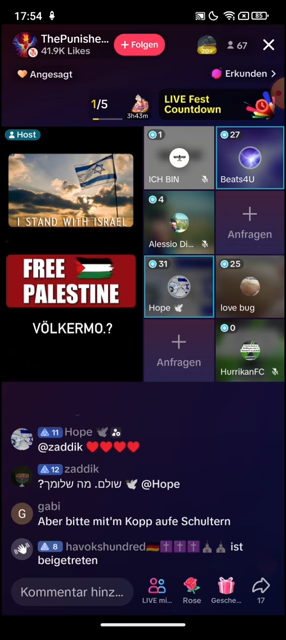 17:54
85
ThePunishe...
41.9K Likes
+ Folgen
67
Angesagt
Erkunden >
1/5
3h43m
LIVE Fest
Countdown
Host
I STAND WITH ISRAEL
FREE
PALESTINE
VÖLKERMO.?
1
ICH BIN
27
Beats4U
4
Alessio Di...
Anfragen
31
Hope 🕊
25
love bug
Anfragen
0
HurrikanFC
11 Hope 🕊
@zaddik ❤️❤️❤️❤️
12 zaddik
שולם. מה שלומך? 🕊 @Hope
G
gabi
Aber bitte mit'm Kopp aufe Schultern
8 havokshundred🇩🇪✝️✝️✝️⛪⛪ ist
beigetreten
Kommentar hinz...
LIVE mi...
Rose
Gesche...
17